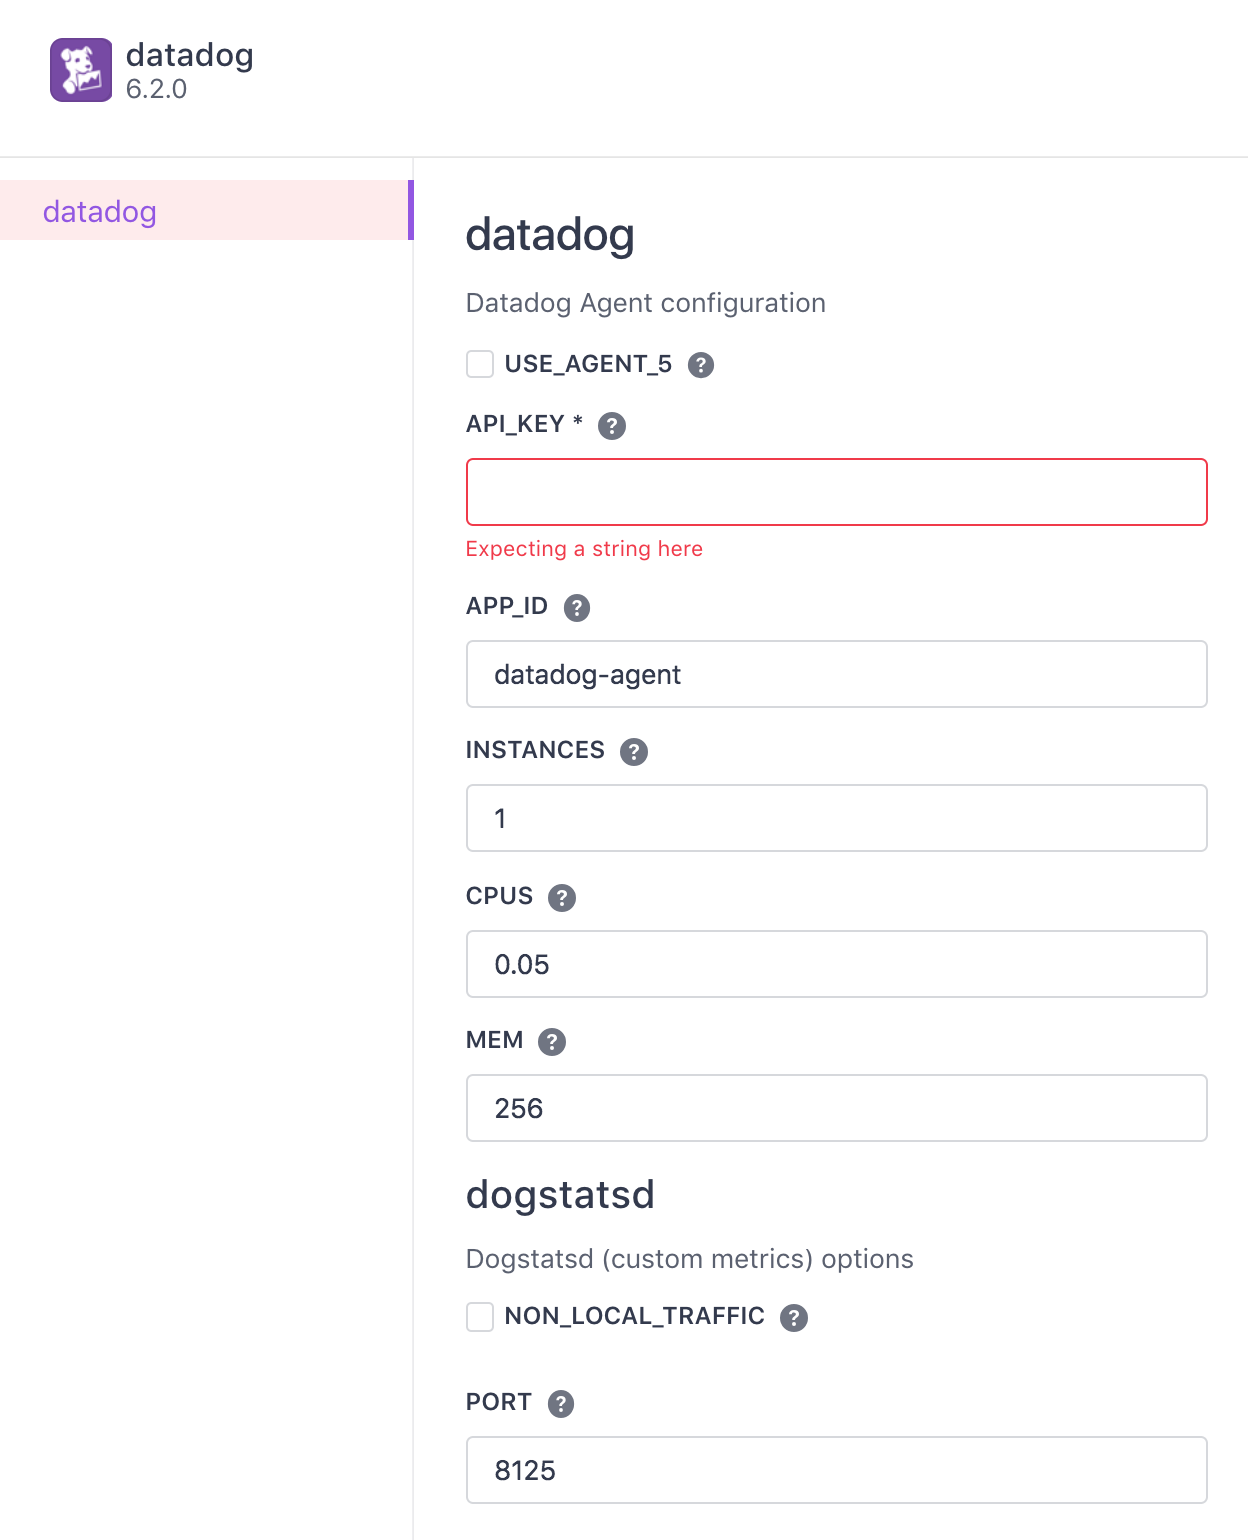 datadog
6.2.0
datadog
datadog
Datadog Agent configuration
USE_AGENT_5 ?
API_KEY * ?
Expecting a string here
APP_ID ?
datadog-agent
INSTANCES ?
1
CPUS ?
0.05
MEM ?
256
dogstatsd
Dogstatsd (custom metrics) options
NON_LOCAL_TRAFFIC ?
PORT ?
8125